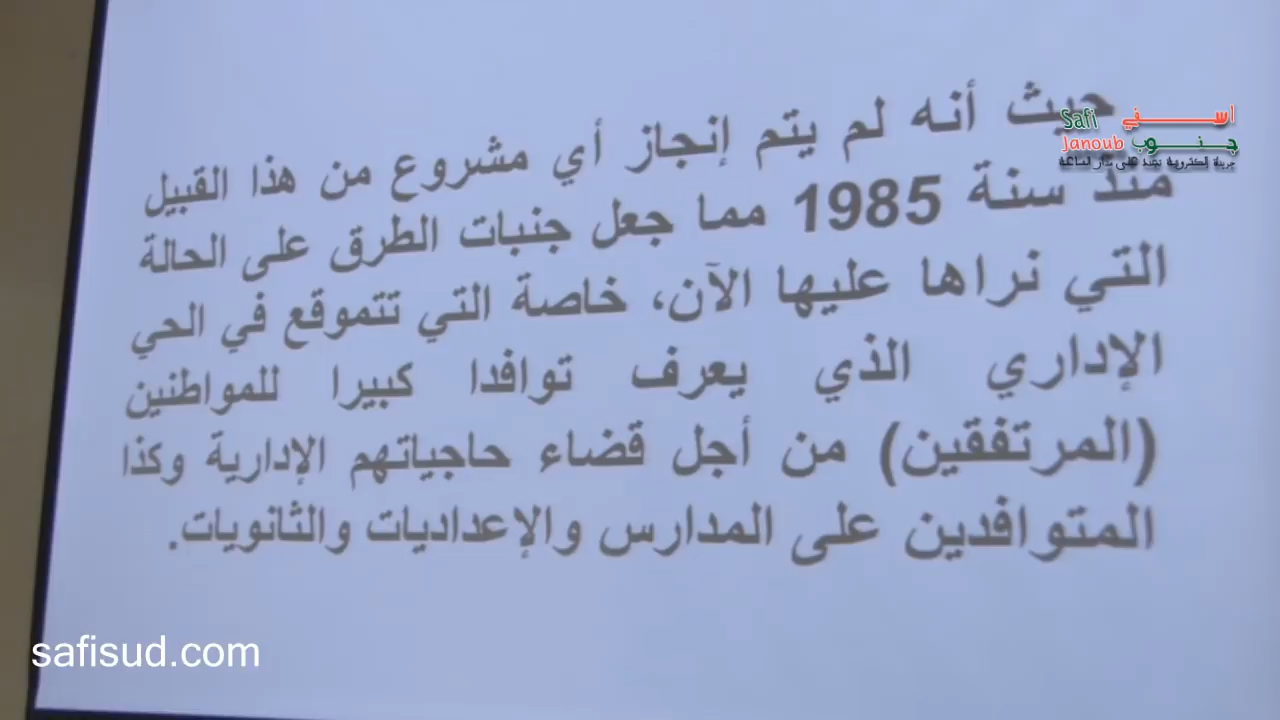 حيث أنه لم يتم إنجاز أي مشروع من هذا القبيل
منذ سنة 1985 مما جعل جنبات الطرق على الحالة
التي نراها عليها الآن، خاصة التي تتموقع في الحي
الإداري الذي يعرف توافدا كبيرا للمواطنين
(المرتفقين) من أجل قضاء حاجياتهم الإدارية وكذا
المتوافدين على المدارس والإعداديات والثانويات.
Safi اسفي
Janoub جنوب
safisud.com